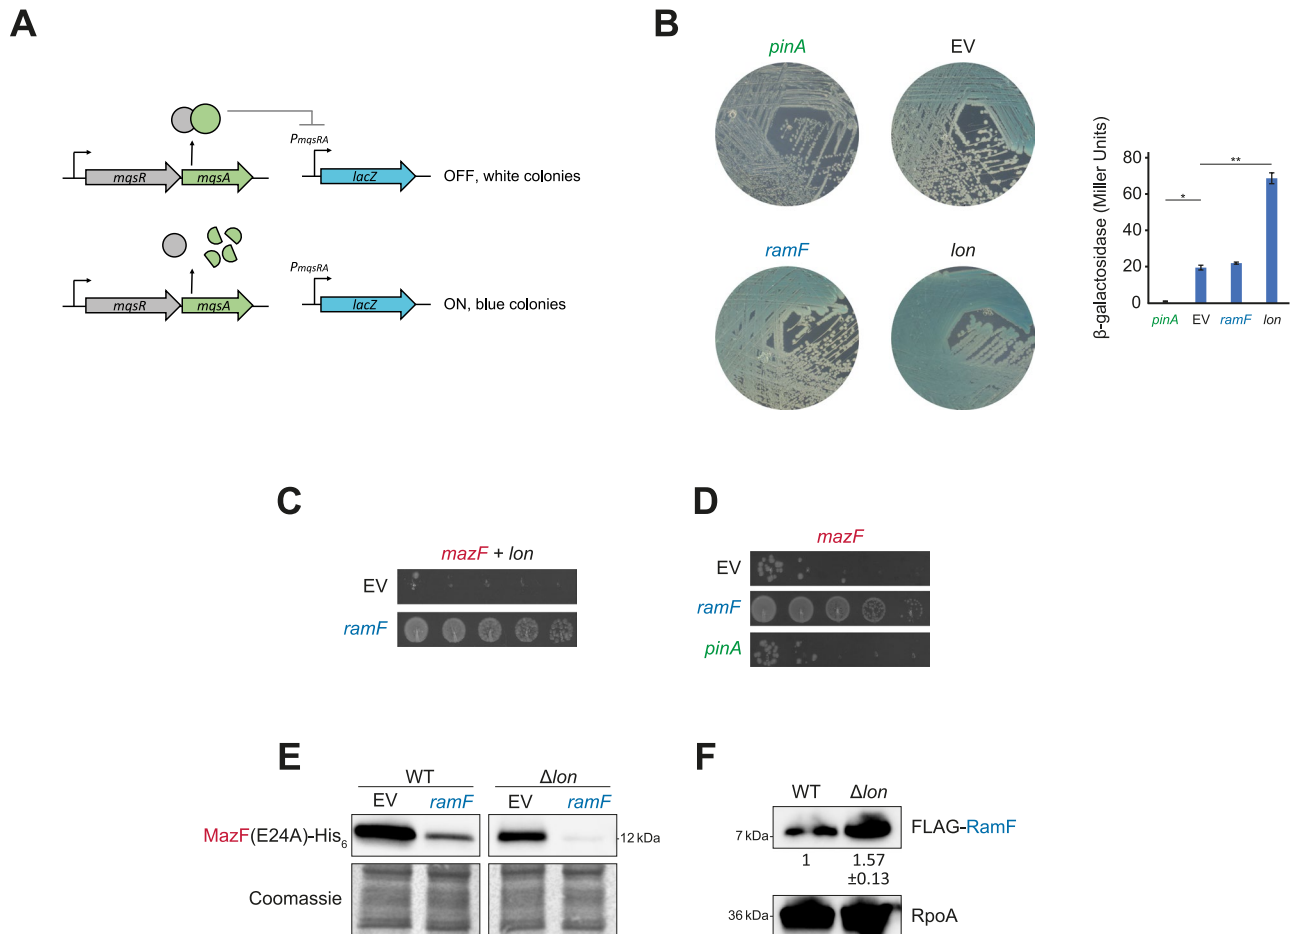 A
PmqsRA
mqsR
mqsA
lacZ
OFF, white colonies
PmqsRA
mqsR
mqsA
lacZ
ON, blue colonies
B
pinA
EV
ramF
lon
β-galactosidase (Miller Units)
80
60
40
20
0
*
**
pinA
EV
ramF
lon
C
mazF + lon
EV
ramF
D
mazF
EV
ramF
pinA
E
WT
Δlon
EV
ramF
EV
ramF
MazF(E24A)-His6
12 kDa
Coomassie
F
WT
Δlon
7 kDa
FLAG-RamF
1
1.57
±0.13
36 kDa
RpoA